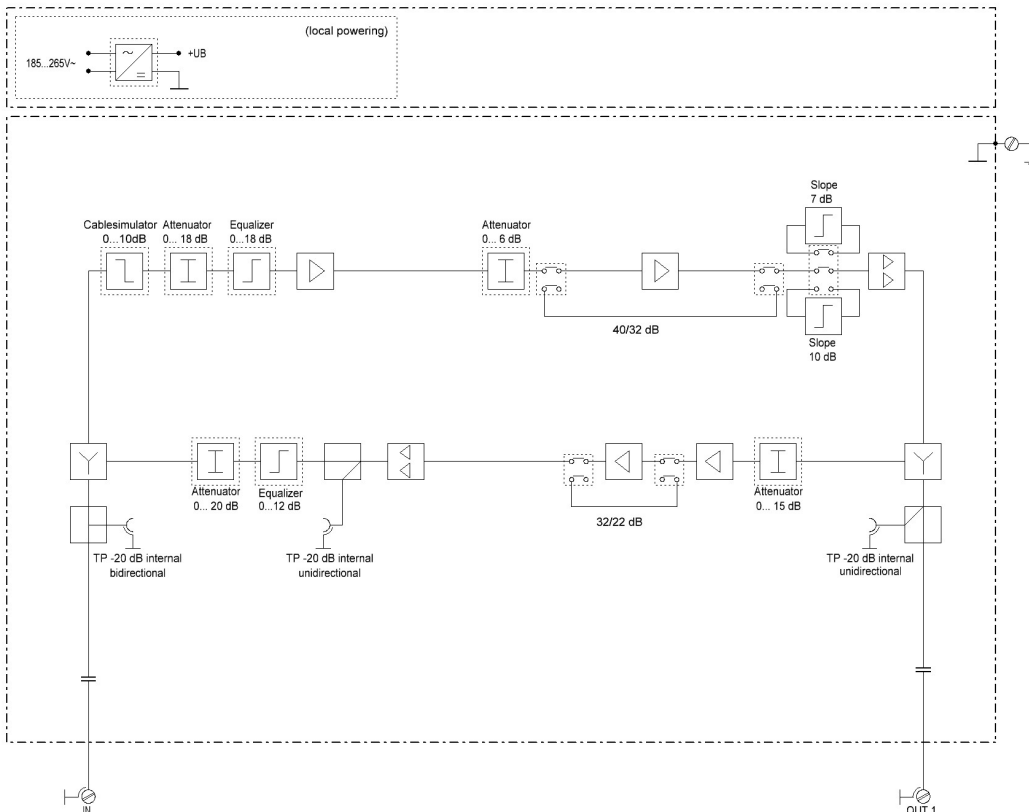 (local powering)
185...265V~
+UB
Slope
7 dB
Cablesimulator
0...10dB
Attenuator
0... 18 dB
Equalizer
0...18 dB
Attenuator
0... 6 dB
40/32 dB
Slope
10 dB
Attenuator
0... 20 dB
Equalizer
0...12 dB
32/22 dB
Attenuator
0... 15 dB
TP -20 dB internal
bidirectional
TP -20 dB internal
unidirectional
TP -20 dB internal
unidirectional
IN
OUT 1